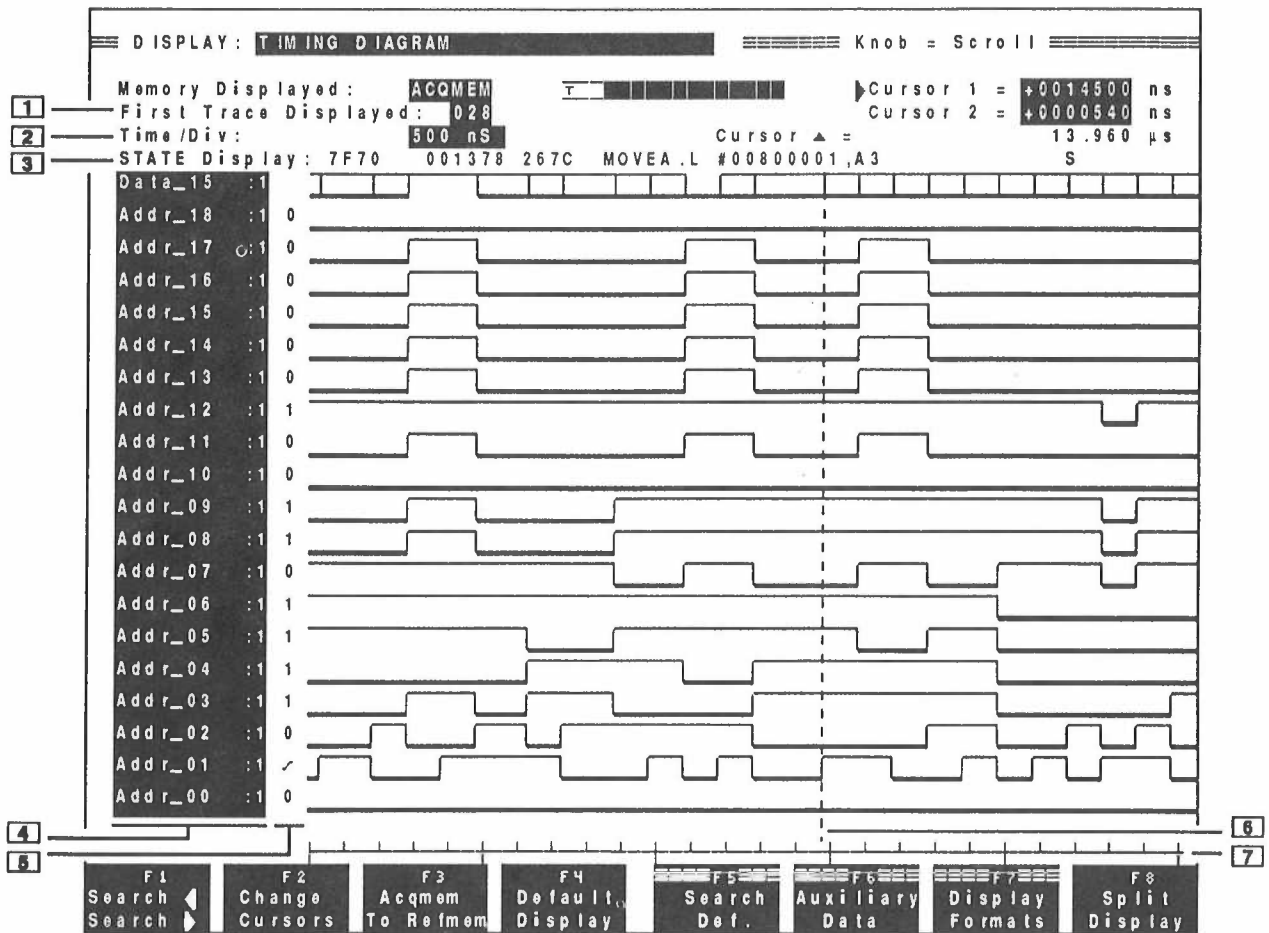 DISPLAY: TIMING DIAGRAM Knob = Scroll
Memory Displayed: ACQMEM T Cursor 1 = +0014500 ns
1 First Trace Displayed: 028 Cursor 2 = +0000540 ns
2 Time/Div: 500 nS Cursor ▲ = 13.960 µs
3 STATE Display: 7F70 001378 267C MOVEA.L #00800001,A3 S
Data_15 :1
Addr_18 :1 0
Addr_17 :1 0
Addr_16 :1 0
Addr_15 :1 0
Addr_14 :1 0
Addr_13 :1 0
Addr_12 :1 1
Addr_11 :1 0
Addr_10 :1 0
Addr_09 :1 1
Addr_08 :1 1
Addr_07 :1 0
Addr_06 :1 1
Addr_05 :1 1
Addr_04 :1 1
Addr_03 :1 1
Addr_02 :1 0
Addr_01 :1
Addr_00 :1 0
4 6
5 7
F1 F2 F3 F4 F5 F6 F7 F8
Search Change Acqmem Default Search Auxiliary Display Split
Search Cursors To Refmem Display Def. Data Formats Display